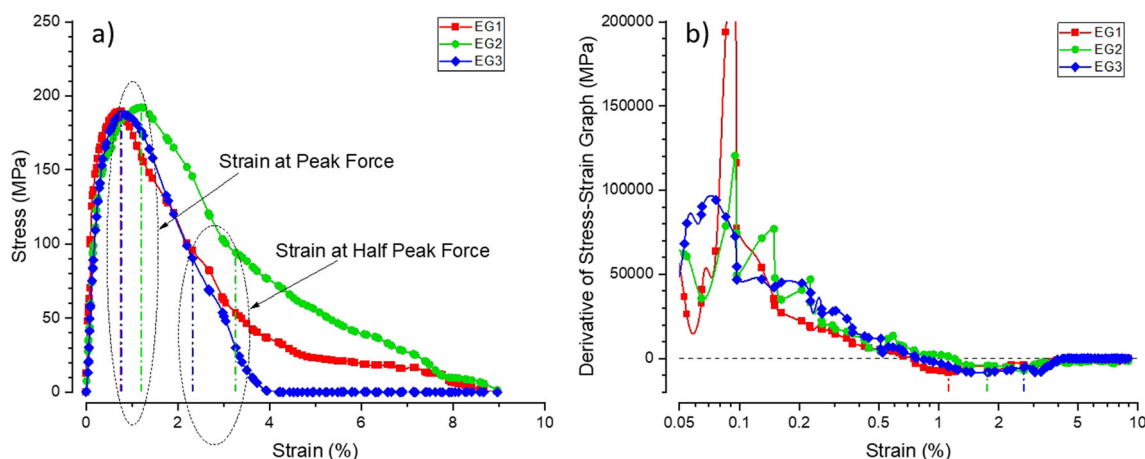 a)
EG1
EG2
EG3
Strain at Peak Force
Strain at Half Peak Force
Stress (MPa)
250
200
150
100
50
0
0 2 4 6 8 10
Strain (%)
b)
EG1
EG2
EG3
Derivative of Stress-Strain Graph (MPa)
200000
150000
100000
50000
0
0.05 0.1 0.2 0.5 1 2 5 10
Strain (%)